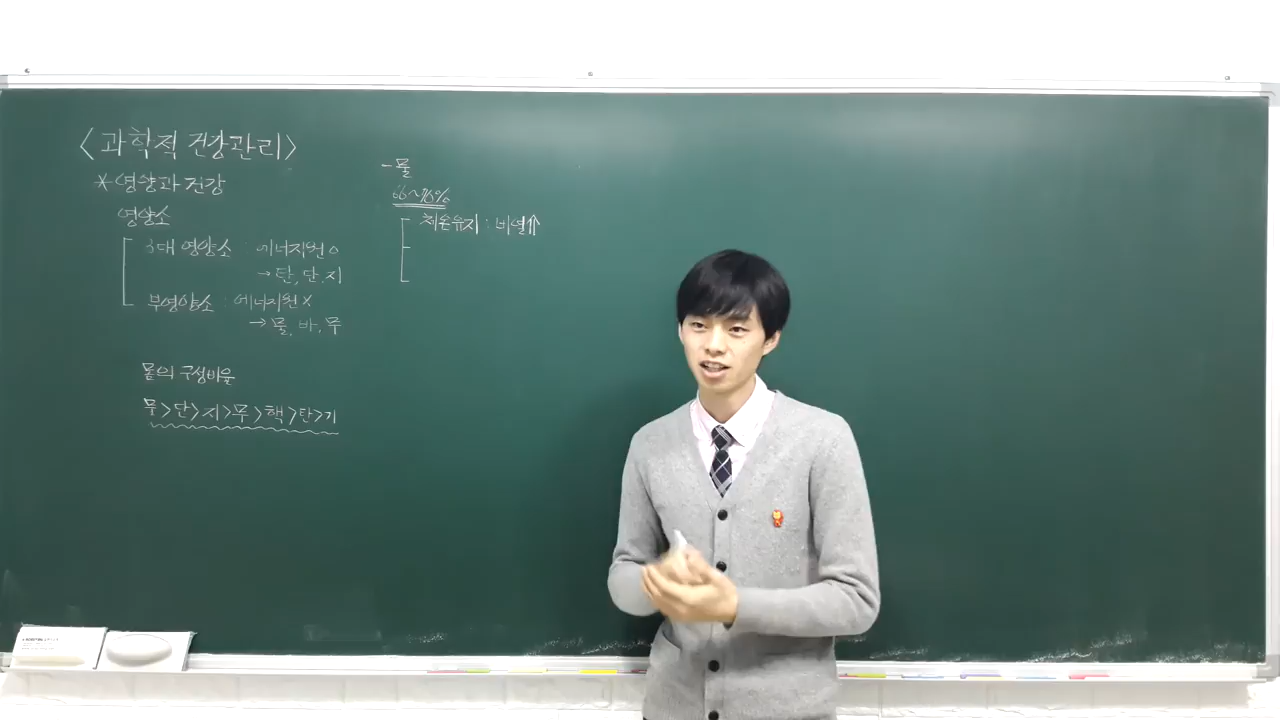 <과학적 건강관리>
*영양과 건강
영양소
3대 영양소 : 에너지원 o
→ 탄, 단, 지
부영양소 : 에너지원 x
→ 물, 바, 무
몸의 구성비율
물>단>지>무>핵>탄>기
-물
66~76%
체온유지 : 비열⇑